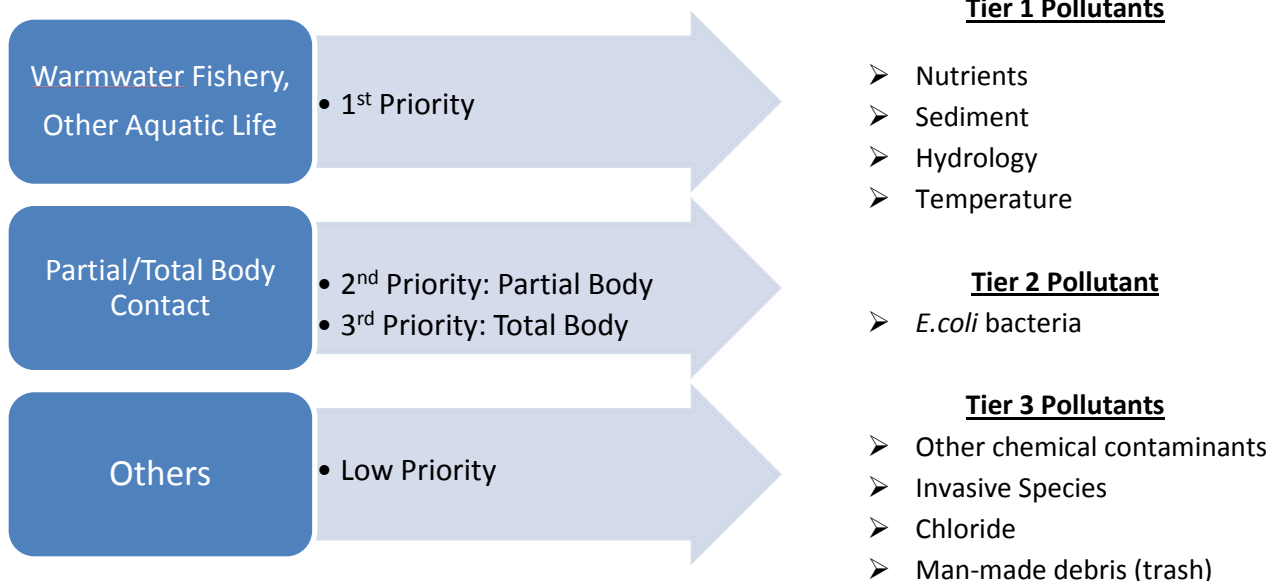 Warmwater Fishery,
Other Aquatic Life
• 1st Priority
Tier 1 Pollutants
➢ Nutrients
➢ Sediment
➢ Hydrology
➢ Temperature
Partial/Total Body
Contact
• 2nd Priority: Partial Body
• 3rd Priority: Total Body
Tier 2 Pollutant
➢ E.coli bacteria
Others
• Low Priority
Tier 3 Pollutants
➢ Other chemical contaminants
➢ Invasive Species
➢ Chloride
➢ Man-made debris (trash)